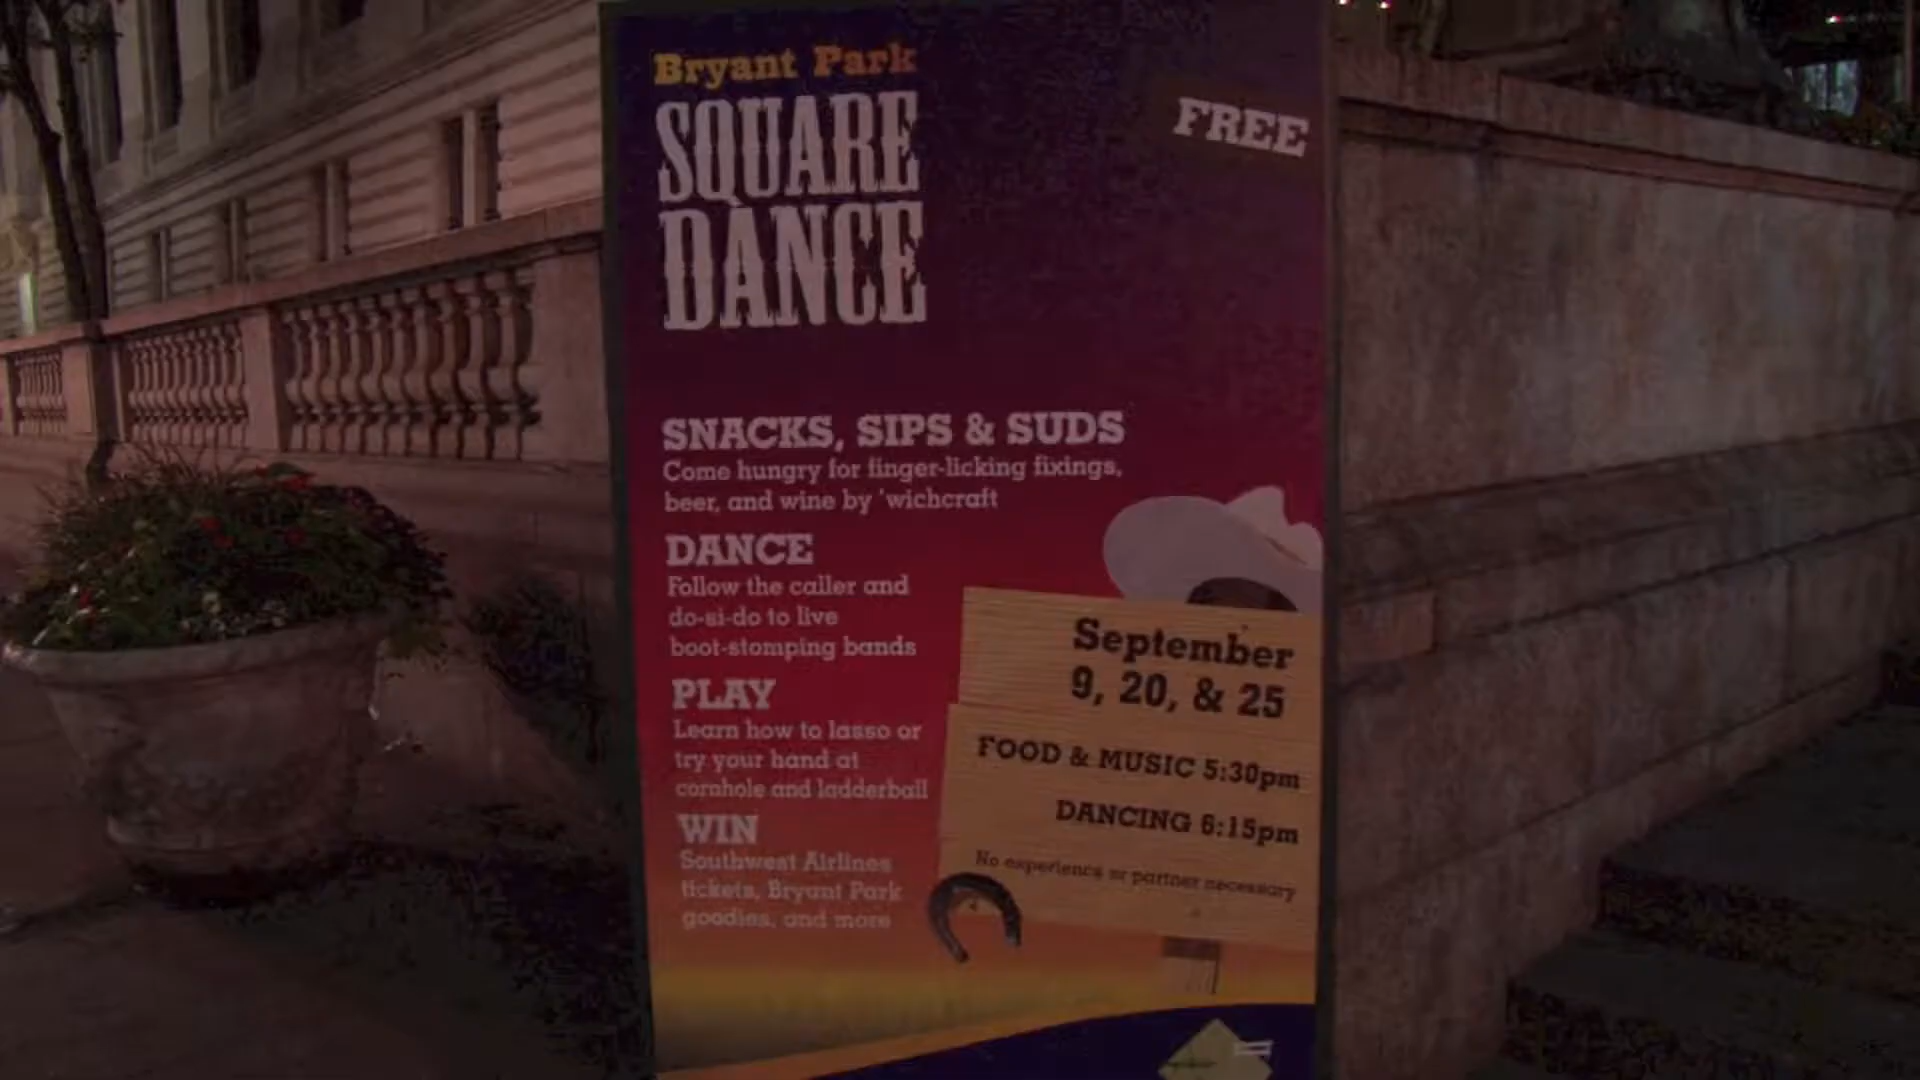 Bryant Park
SQUARE
DANCE
FREE
SNACKS, SIPS & SUDS
Come hungry for finger-licking fixings,
beer, and wine by 'wichcraft
DANCE
Follow the caller and
do-si-do to live
boot-stomping bands
PLAY
Learn how to lasso or
try your hand at
cornhole and ladderball
WIN
Southwest Airlines
tickets, Bryant Park
goodies, and more
September
9, 20, & 25
FOOD & MUSIC 5:30pm
DANCING 6:15pm
No experience or partner necessary